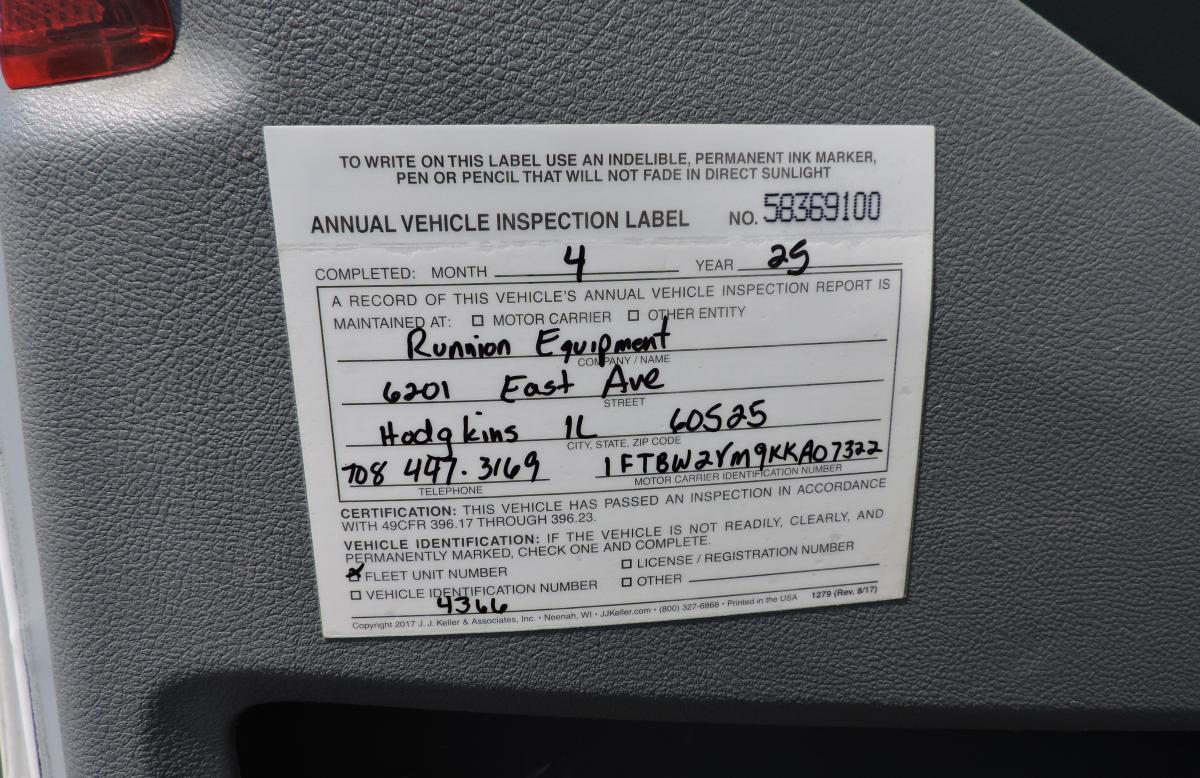 TO WRITE ON THIS LABEL USE AN INDELIBLE, PERMANENT INK MARKER,
PEN OR PENCIL THAT WILL NOT FADE IN DIRECT SUNLIGHT
ANNUAL VEHICLE INSPECTION LABEL NO. 58369100
COMPLETED: MONTH 4 YEAR 25
A RECORD OF THIS VEHICLE'S ANNUAL VEHICLE INSPECTION REPORT IS
MAINTAINED AT: ☐ MOTOR CARRIER ☐ OTHER ENTITY
Runnion Equipment
COMPANY / NAME
6201 East Ave
STREET
Hodgkins IL 60525
CITY, STATE, ZIP CODE
708 447.3169 1FTBW2YM9KKA07322
TELEPHONE MOTOR CARRIER IDENTIFICATION NUMBER
CERTIFICATION: THIS VEHICLE HAS PASSED AN INSPECTION IN ACCORDANCE
WITH 49CFR 396.17 THROUGH 396.23.
VEHICLE IDENTIFICATION: IF THE VEHICLE IS NOT READILY, CLEARLY, AND
PERMANENTLY MARKED, CHECK ONE AND COMPLETE.
☒ FLEET UNIT NUMBER ☐ LICENSE / REGISTRATION NUMBER
☐ VEHICLE IDENTIFICATION NUMBER ☐ OTHER
4366
Copyright 2017 J. J. Keller & Associates, Inc. • Neenah, WI • JJKeller.com • (800) 327-6868 • Printed in the USA 1279 (Rev. 8/17)